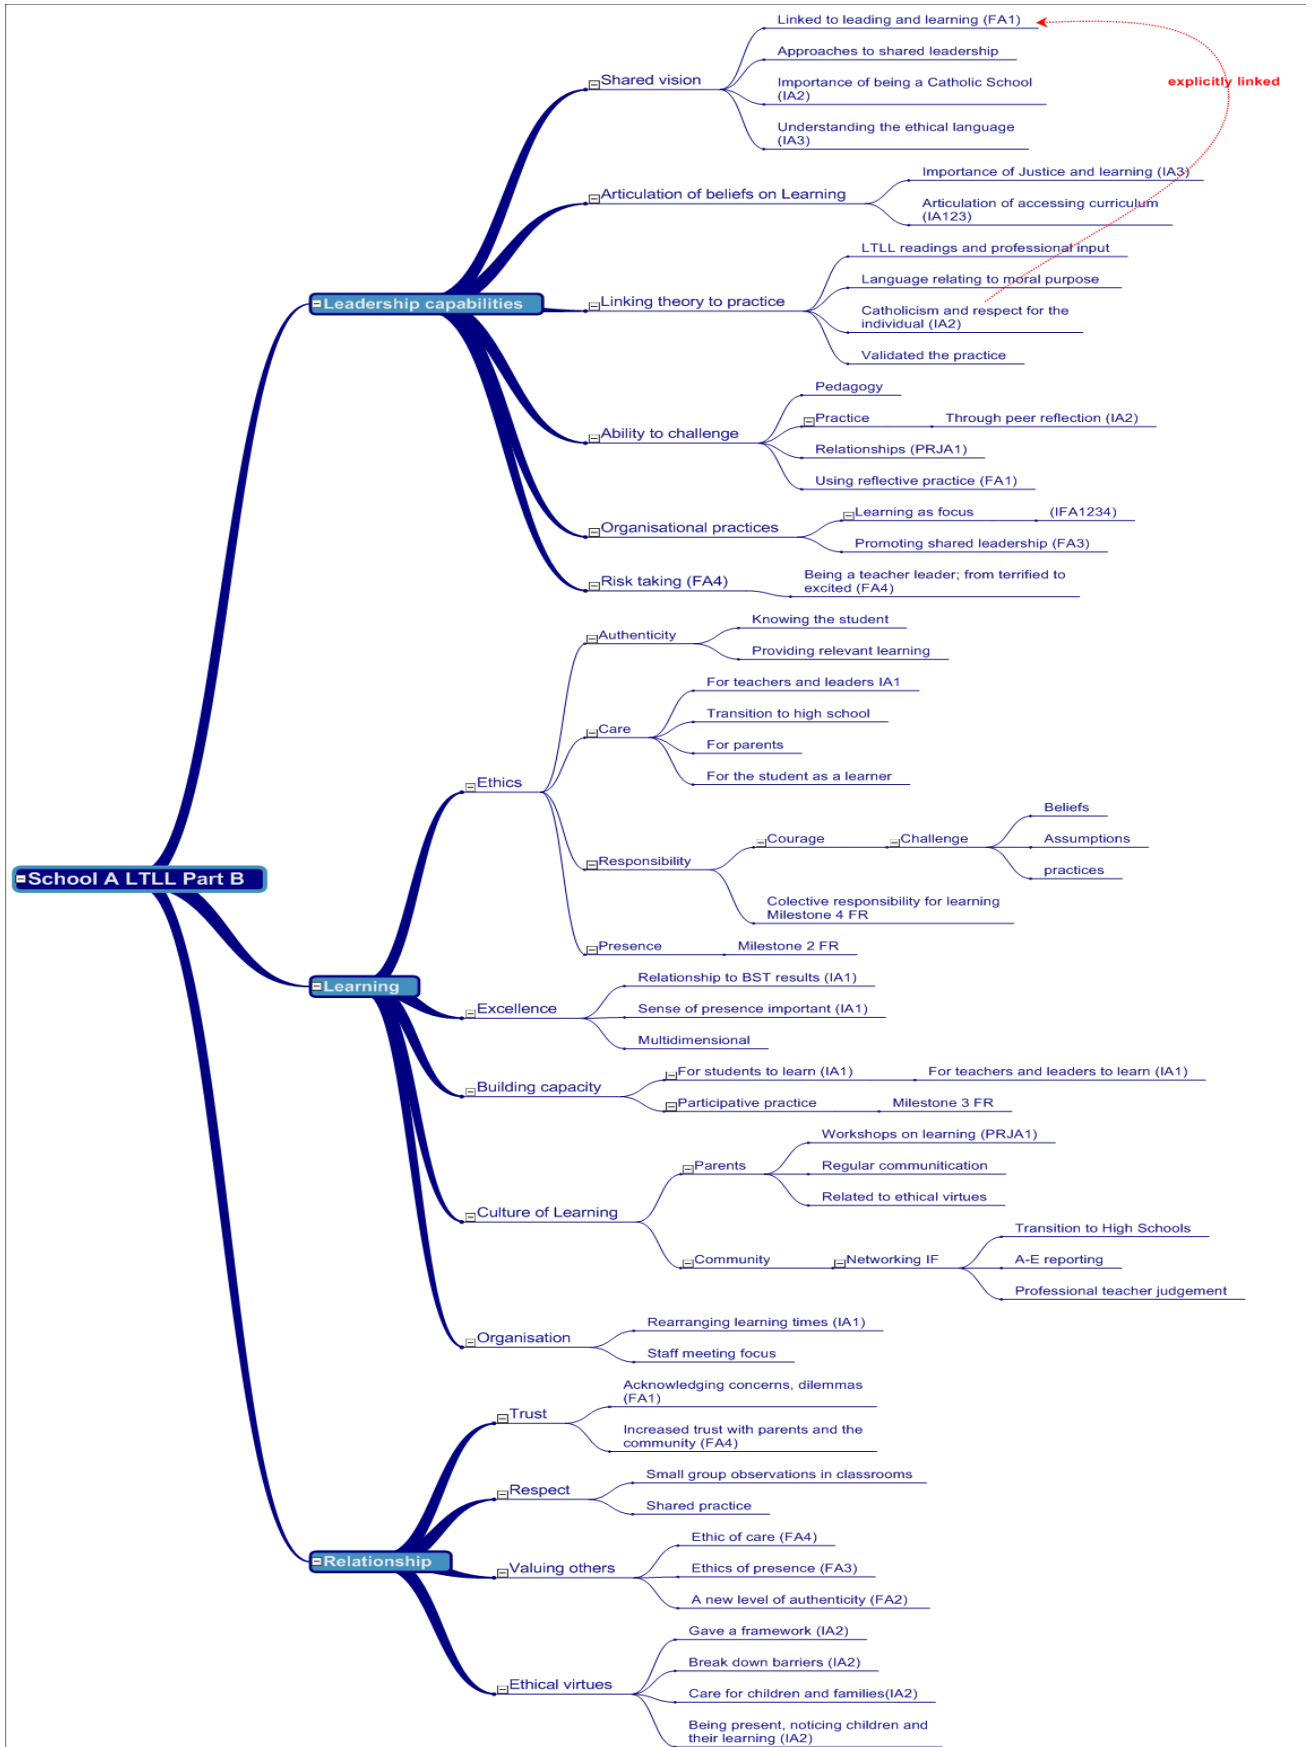 Linked to leading and learning (FA1)
Approaches to shared leadership
explicitly linked
Shared vision
Importance of being a Catholic School
(IA2)
Understanding the ethical language
(IA3)
Importance of Justice and learning (IA3)
Articulation of beliefs on Learning
Articulation of accessing curriculum
(IA123)
LTLL readings and professional input
Language relating to moral purpose
Leadership capabilities
Linking theory to practice
Catholicism and respect for the
individual (IA2)
Validated the practice
Pedagogy
Practice
Through peer reflection (IA2)
Ability to challenge
Relationships (PRJA1)
Using reflective practice (FA1)
Learning as focus
(IFA1234)
Organisational practices
Promoting shared leadership (FA3)
Risk taking (FA4)
Being a teacher leader; from terrified to
excited (FA4)
Knowing the student
Authenticity
Providing relevant learning
For teachers and leaders IA1
Transition to high school
Care
For parents
For the student as a learner
Ethics
Beliefs
Courage
Challenge
Assumptions
Responsibility
practices
School A LTLL Part B
Colective responsibility for learning
Milestone 4 FR
Presence
Milestone 2 FR
Relationship to BST results (IA1)
Learning
Excellence
Sense of presence important (IA1)
Multidimensional
For students to learn (IA1)
For teachers and leaders to learn (IA1)
Building capacity
Participative practice
Milestone 3 FR
Workshops on learning (PRJA1)
Parents
Regular communitication
Related to ethical virtues
Culture of Learning
Transition to High Schools
Community
Networking IF
A-E reporting
Professional teacher judgement
Rearranging learning times (IA1)
Organisation
Staff meeting focus
Acknowledging concerns, dilemmas
(FA1)
Trust
Increased trust with parents and the
community (FA4)
Small group observations in classrooms
Respect
Shared practice
Ethic of care (FA4)
Relationship
Valuing others
Ethics of presence (FA3)
A new level of authenticity (FA2)
Gave a framework (IA2)
Break down barriers (IA2)
Ethical virtues
Care for children and families(IA2)
Being present, noticing children and
their learning (IA2)